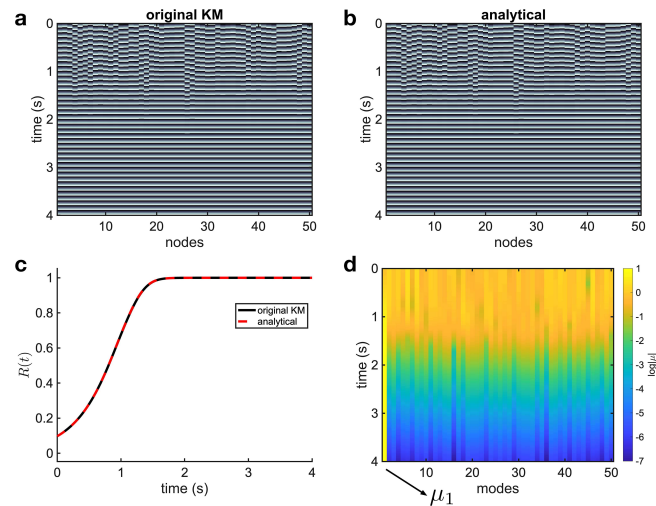 a
original KM
0
1
2
3
4
time (s)
10
20
30
40
50
nodes
b
analytical
0
1
2
3
4
time (s)
10
20
30
40
50
nodes
c
1
0.8
0.6
0.4
0.2
0
R(t)
original KM
analytical
0
1
2
3
4
time (s)
d
0
1
2
3
4
time (s)
10
20
30
40
50
modes
μ₁
1
0
-1
-2
-3
-4
-5
-6
-7
log|μ|